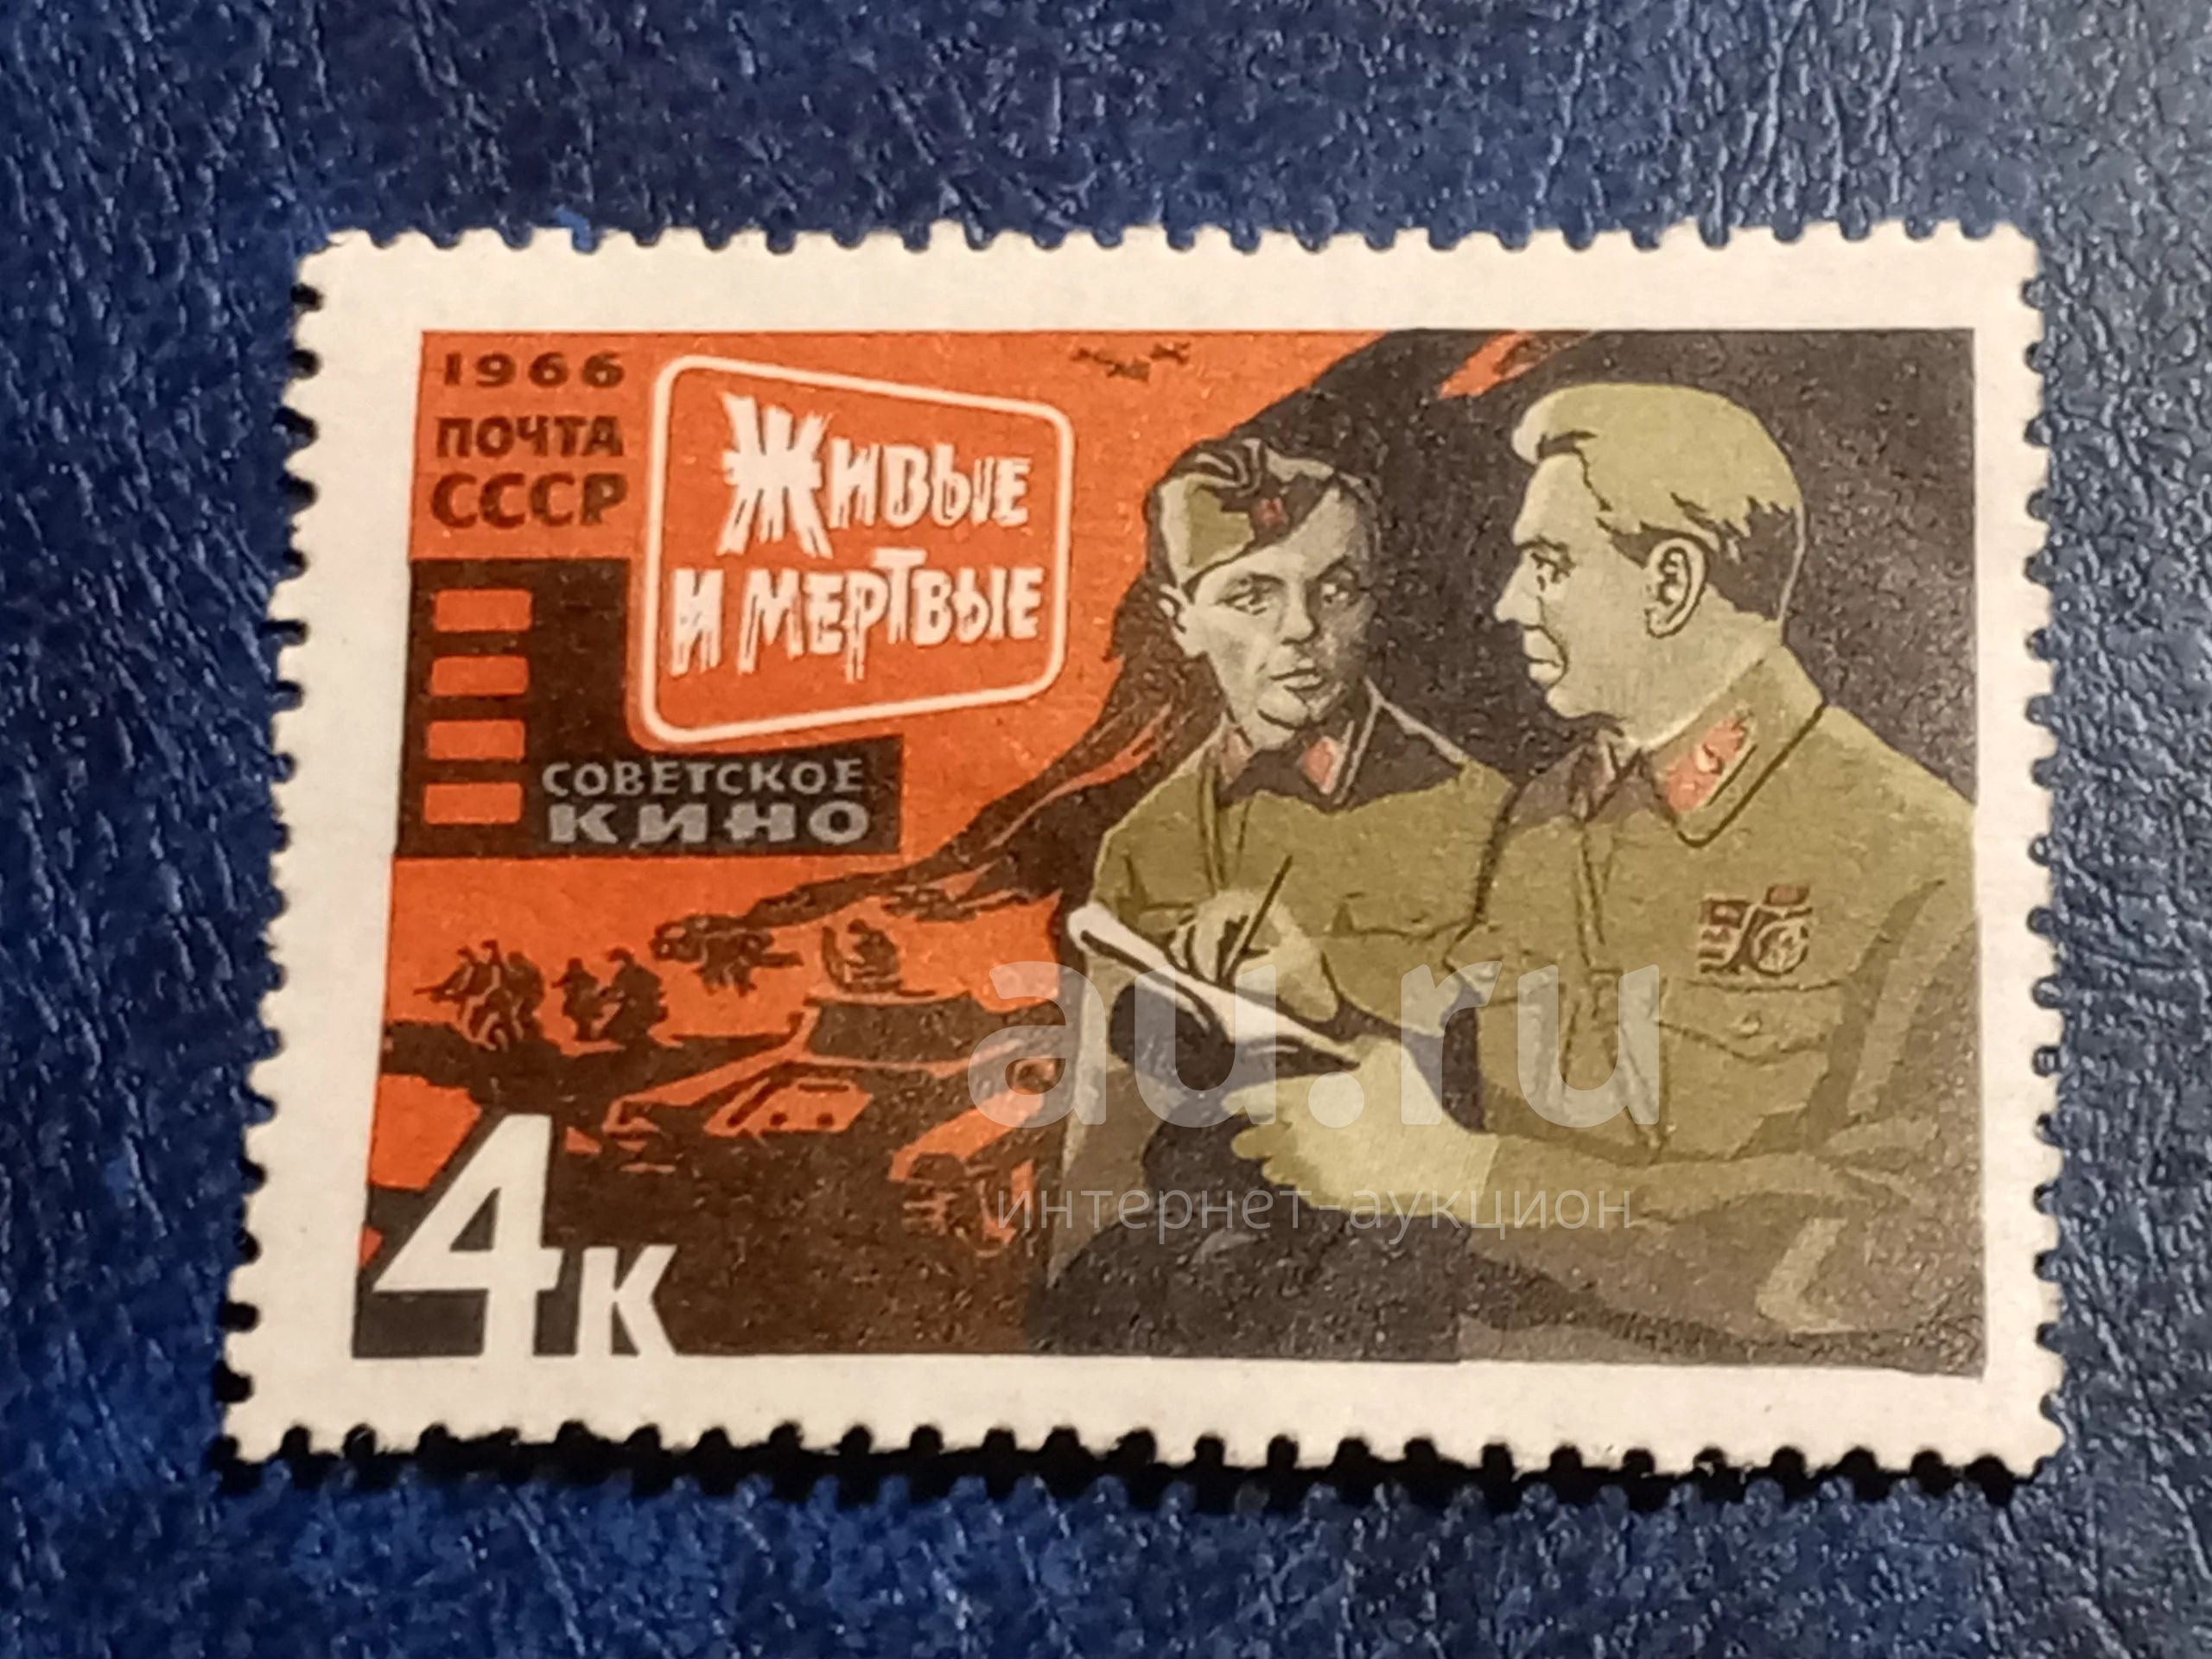 1966
ПОЧТА
СССР
Живые
и мертвые
СОВЕТСКОЕ
КИНО
4к
au.ru
интернет аукцион